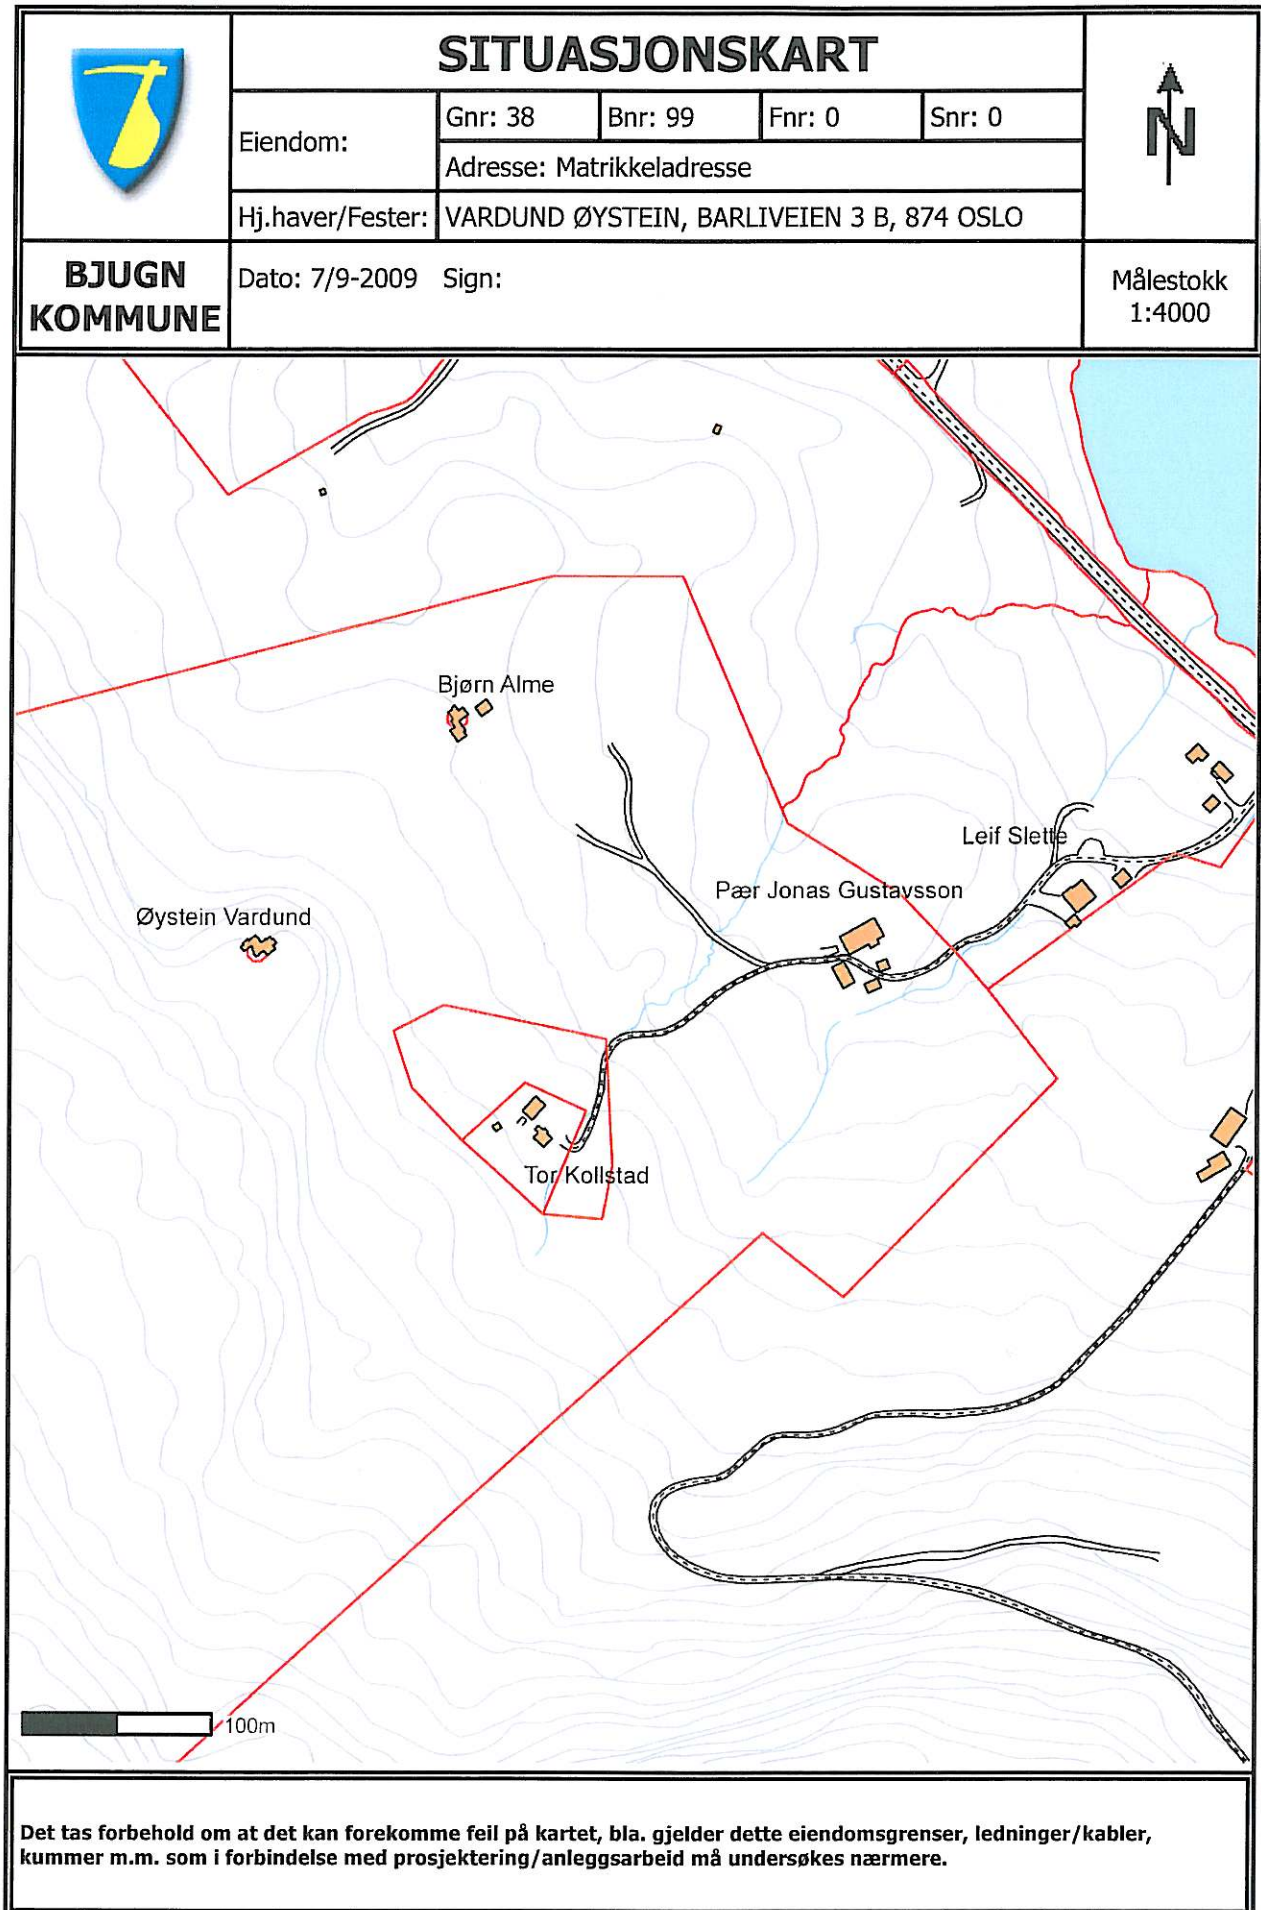 SITUASJONSKART
Eiendom:
Gnr: 38
Bnr: 99
Fnr: 0
Snr: 0
Adresse: Matrikkeladresse
Hj.haver/Fester:
VARDUND ØYSTEIN, BARLIVEIEN 3 B, 874 OSLO
N
BJUGN
KOMMUNE
Dato: 7/9-2009 Sign:
Målestokk
1:4000
Bjørn Alme
Leif Slette
Pær Jonas Gustavsson
Øystein Vardund
Tor Kollstad
100m
Det tas forbehold om at det kan forekomme feil på kartet, bla. gjelder dette eiendomsgrenser, ledninger/kabler,
kummer m.m. som i forbindelse med prosjektering/anleggsarbeid må undersøkes nærmere.